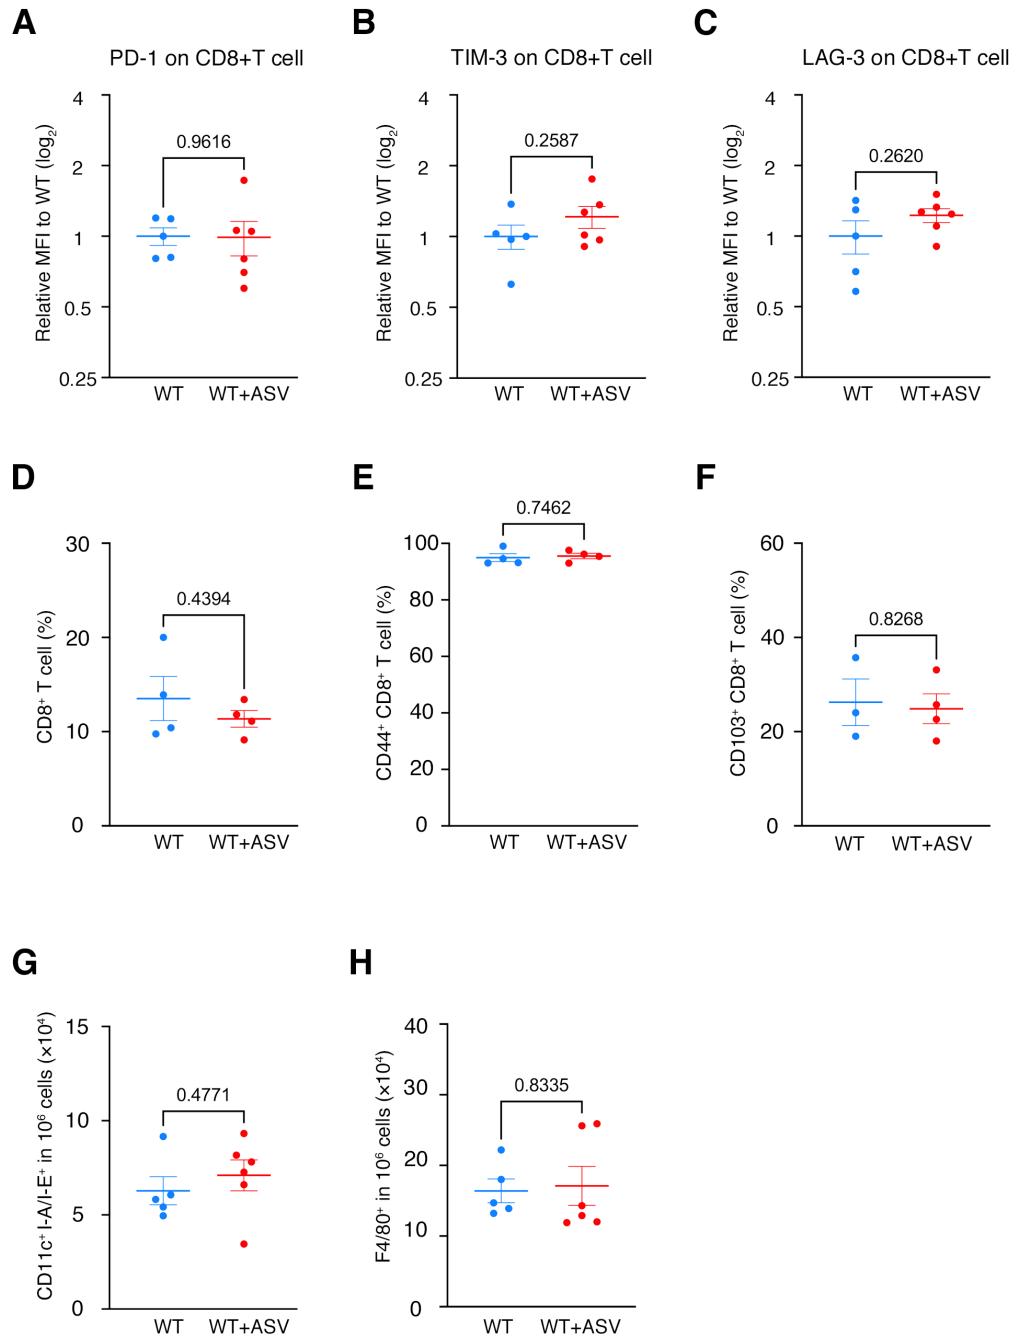 A
B
C
PD-1 on CD8+T cell
TIM-3 on CD8+T cell
LAG-3 on CD8+T cell
Relative MFI to WT (log2)
4
2
1
0.5
0.25
0.9616
WT
WT+ASV
Relative MFI to WT (log2)
4
2
1
0.5
0.25
0.2587
WT
WT+ASV
Relative MFI to WT (log2)
4
2
1
0.5
0.25
0.2620
WT
WT+ASV
D
E
F
CD8+ T cell (%)
30
20
10
0
0.4394
WT
WT+ASV
CD44+ CD8+ T cell (%)
100
80
60
40
20
0
0.7462
WT
WT+ASV
CD103+ CD8+ T cell (%)
60
40
20
0
0.8268
WT
WT+ASV
G
H
CD11c+ I-A/I-E+ in 10⁶ cells (×10⁴)
15
10
5
0
0.4771
WT
WT+ASV
F4/80+ in 10⁶ cells (×10⁴)
40
30
20
10
0
0.8335
WT
WT+ASV